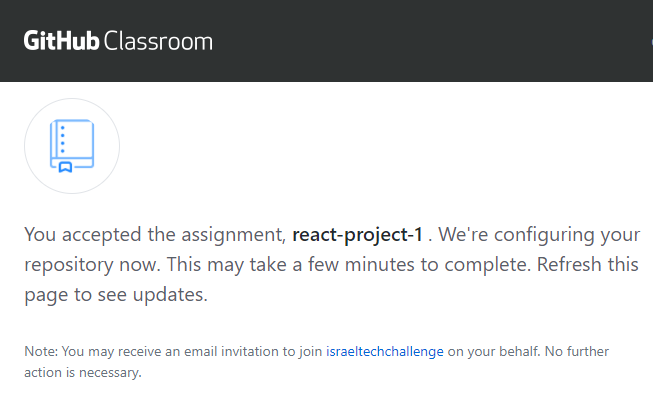 GitHub Classroom
You accepted the assignment, react-project-1 . We're configuring your
repository now. This may take a few minutes to complete. Refresh this
page to see updates.
Note: You may receive an email invitation to join israeltechchallenge on your behalf. No further
action is necessary.